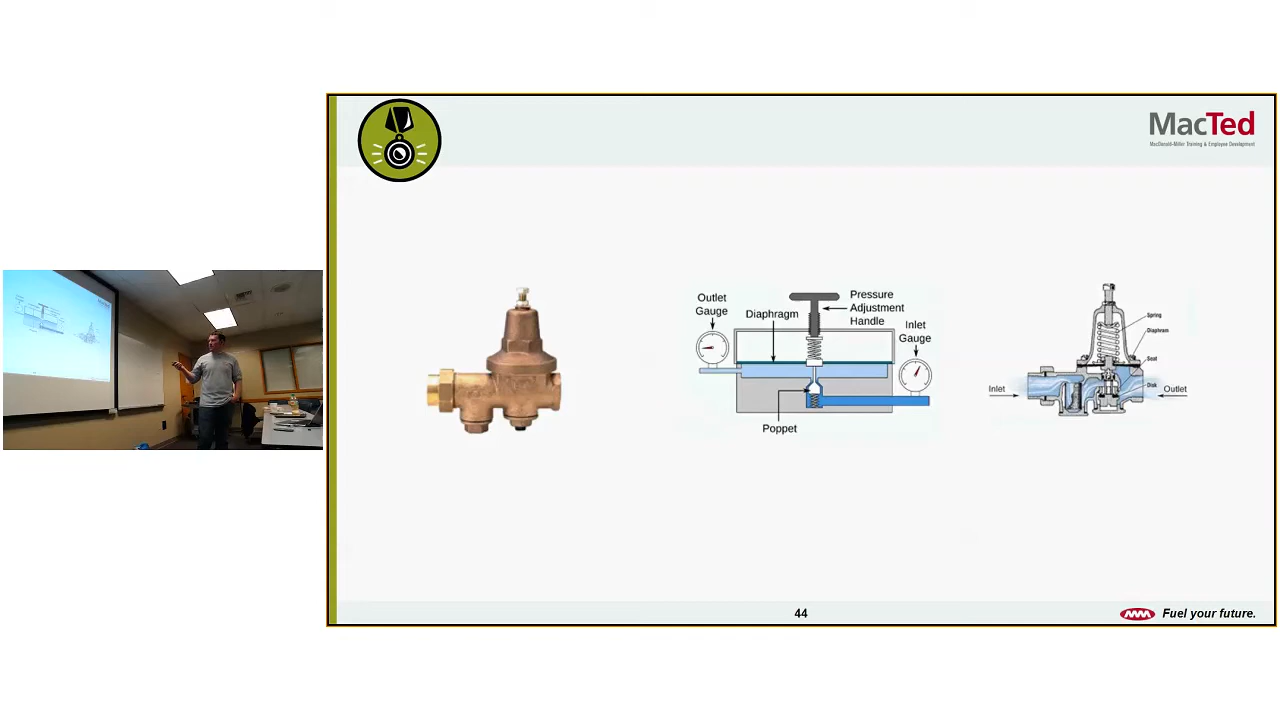 MacTed
MacDonald-Miller Training & Employee Development
Outlet
Gauge
Diaphragm
Pressure
Adjustment
Handle
Inlet
Gauge
Poppet
Spring
Diaphragm
Seat
Disk
Inlet
Outlet
44
Fuel your future.